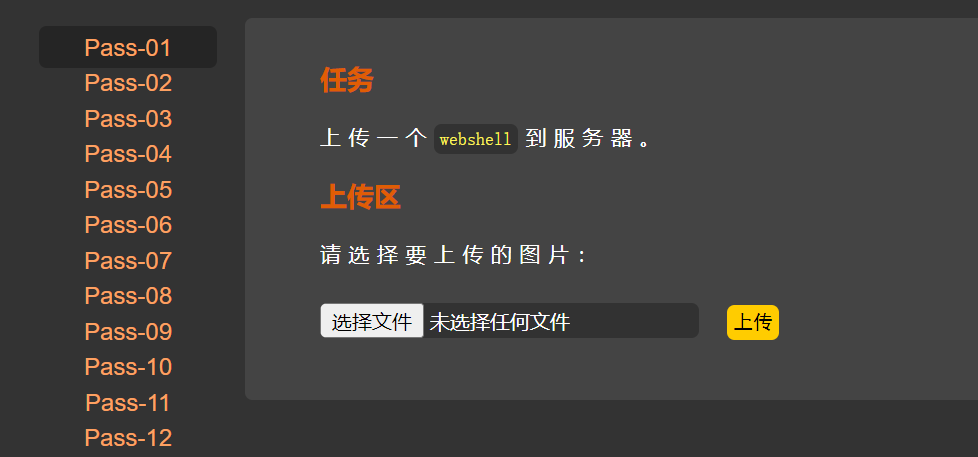 Pass-01
Pass-02
Pass-03
Pass-04
Pass-05
Pass-06
Pass-07
Pass-08
Pass-09
Pass-10
Pass-11
Pass-12
任务
上传一个 webshell 到服务器。
上传区
请选择要上传的图片：
选择文件 未选择任何文件 上传